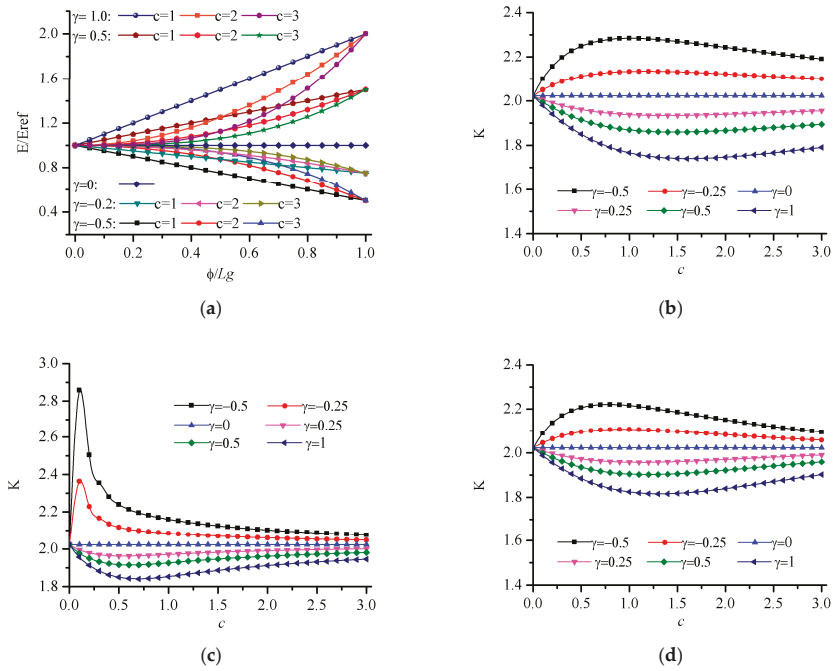 γ= 1.0: c=1 c=2 c=3
γ= 0.5: c=1 c=2 c=3
2.0
1.6
1.2
0.8
0.4
E/Eref
γ=0:
γ=−0.2: c=1 c=2 c=3
γ=−0.5: c=1 c=2 c=3
0.0 0.2 0.4 0.6 0.8 1.0
ϕ/Lg
(a)
2.4
2.2
2.0
1.8
1.6
1.4
K
γ=−0.5 γ=−0.25 γ=0
γ=0.25 γ=0.5 γ=1
0.0 0.5 1.0 1.5 2.0 2.5 3.0
c
(b)
3.0
2.8
2.6
2.4
2.2
2.0
1.8
K
γ=−0.5 γ=−0.25
γ=0 γ=0.25
γ=0.5 γ=1
0.0 0.5 1.0 1.5 2.0 2.5 3.0
c
(c)
2.4
2.2
2.0
1.8
1.6
1.4
K
γ=−0.5 γ=−0.25 γ=0
γ=0.25 γ=0.5 γ=1
0.0 0.5 1.0 1.5 2.0 2.5 3.0
c
(d)